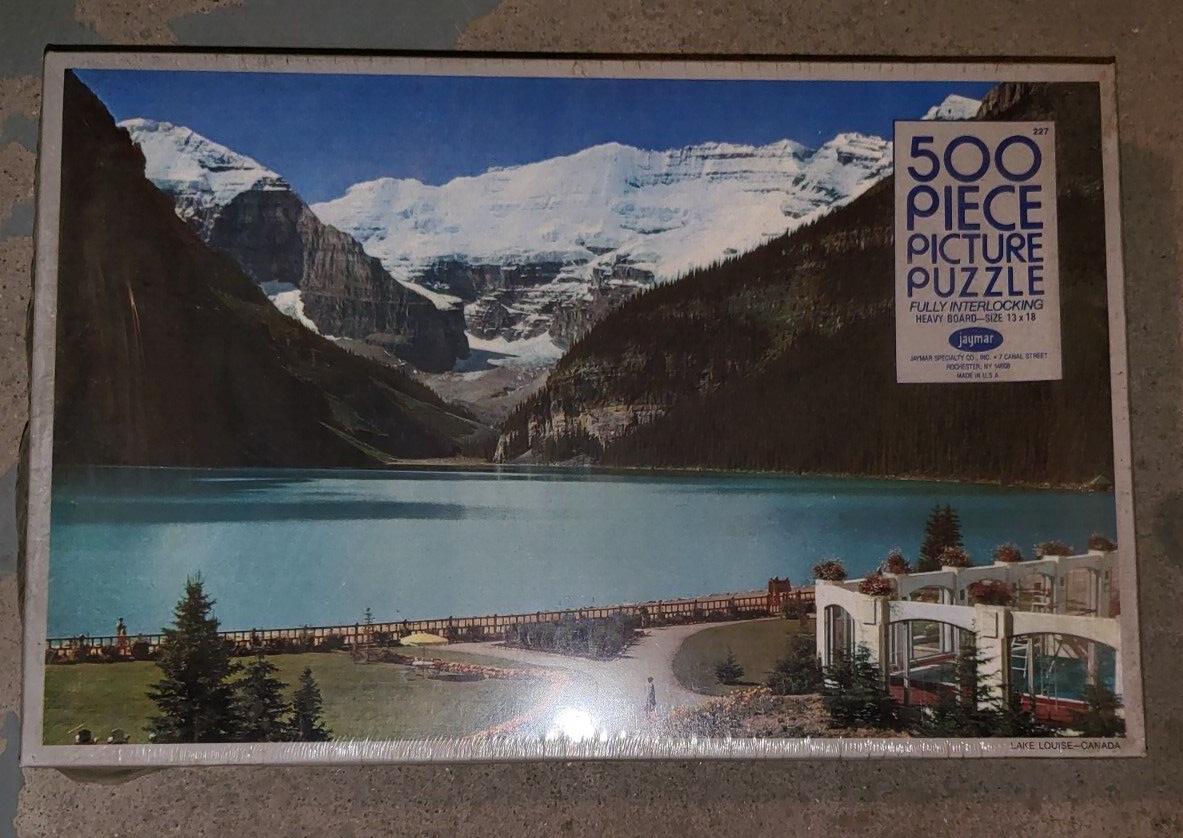 227
500
PIECE
PICTURE
PUZZLE
FULLY INTERLOCKING
HEAVY BOARD—SIZE 13 x 18
jaymar
JAYMAR SPECIALTY CO., INC. • 7 CANAL STREET
ROCHESTER, NY 14608
MADE IN U.S.A.
LAKE LOUISE—CANADA